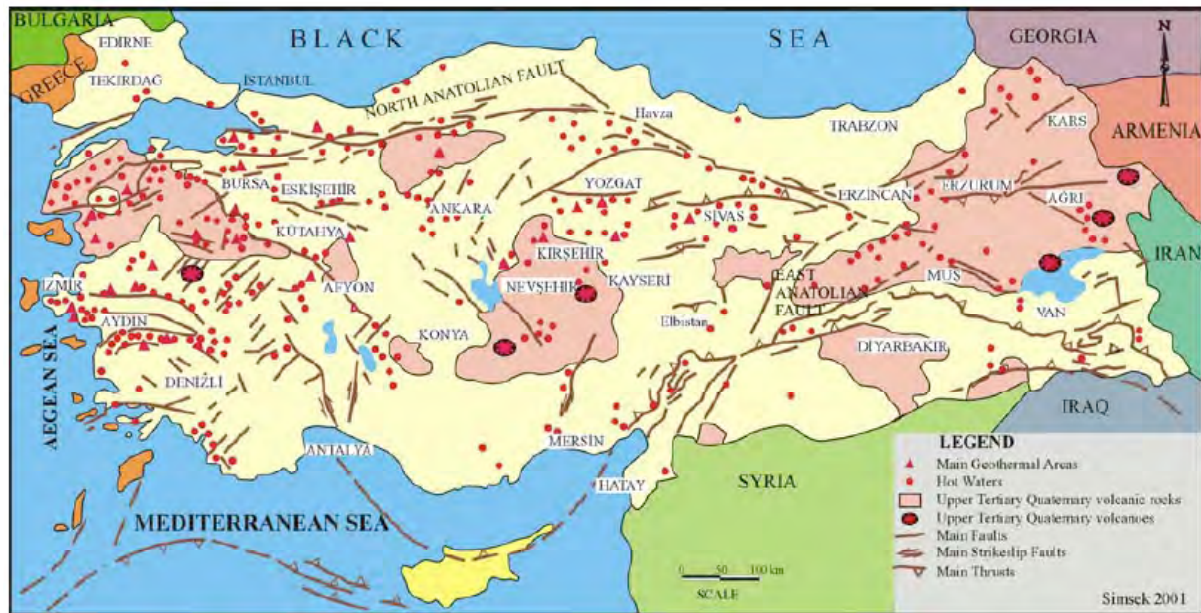 BULGARIA
EDIRNE
BLACK SEA
GEORGIA
N
GREECE
TEKIRDAĞ
İSTANBUL
NORTH ANATOLIAN FAULT
Havza
TRABZON
KARS
ARMENIA
BURSA
ESKİŞEHİR
ANKARA
YOZGAT
SİVAS
ERZİNCAN
ERZURUM
AĞRI
KÜTAHYA
KIRŞEHİR
IRAN
İZMİR
AFYON
NEVŞEHİR
KAYSERİ
EAST
ANATOLIAN
FAULT
MUŞ
AYDIN
KONYA
Elbistan
VAN
DİYARBAKIR
DENİZLİ
AEGEAN SEA
IRAQ
ANTALYA
MERSİN
HATAY
SYRIA
MEDITERRANEAN SEA
LEGEND
Main Geothermal Areas
Hot Waters
Upper Tertiary Quaternary volcanic rocks
Upper Tertiary Quaternary volcanoes
Main Faults
Main Strikeslip Faults
Main Thrusts
0 50 100 km
SCALE
Simsek 2001